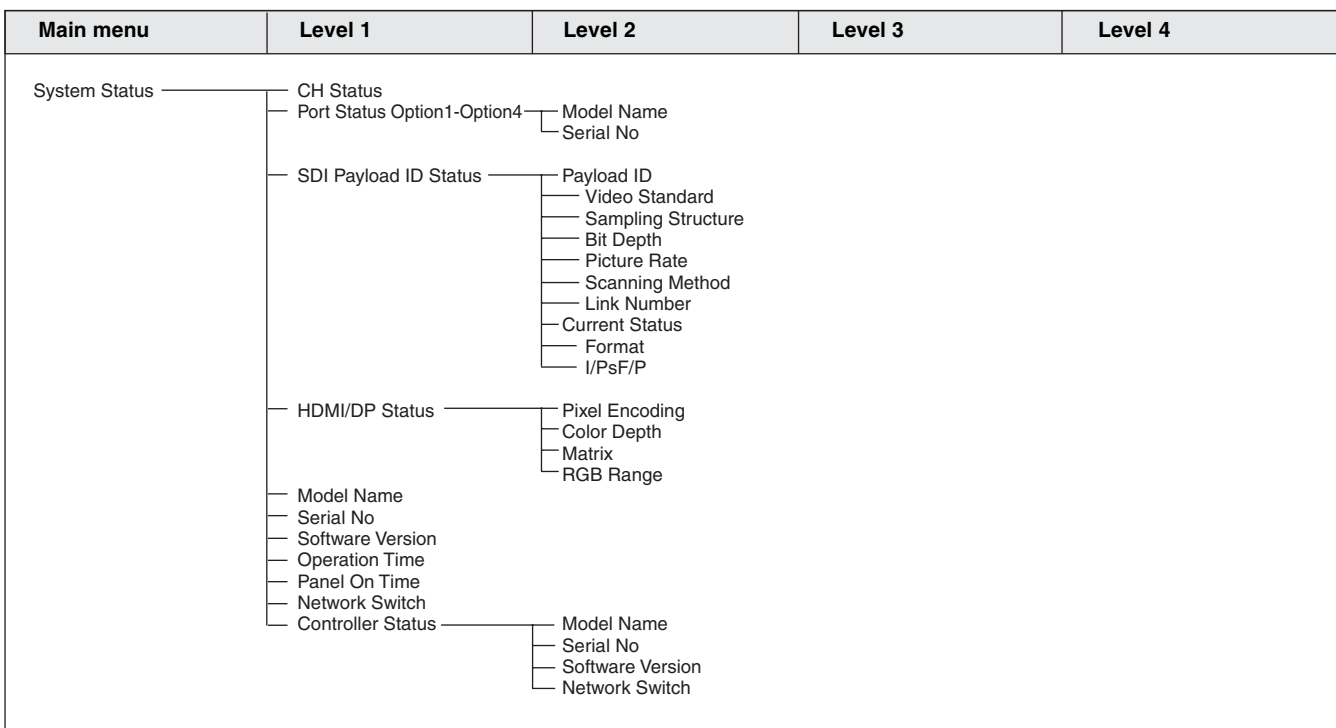 Main menu Level 1 Level 2 Level 3 Level 4
System Status CH Status
Port Status Option1-Option4 Model Name
Serial No
SDI Payload ID Status Payload ID
Video Standard
Sampling Structure
Bit Depth
Picture Rate
Scanning Method
Link Number
Current Status
Format
I/PsF/P
HDMI/DP Status Pixel Encoding
Color Depth
Matrix
RGB Range
Model Name
Serial No
Software Version
Operation Time
Panel On Time
Network Switch
Controller Status Model Name
Serial No
Software Version
Network Switch